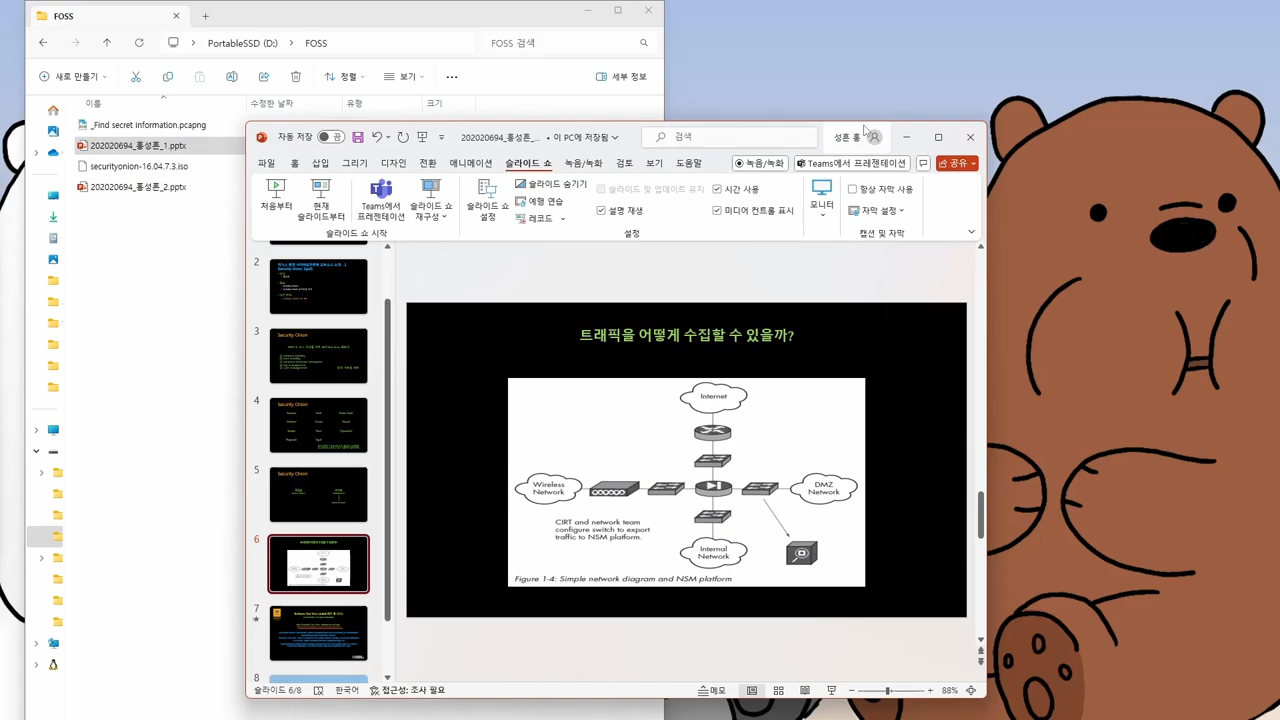 FOSS
PortableSSD (D:)
FOSS
FOSS 검색
새로 만들기
정렬
보기
세부 정보
이름
수정한 날짜
유형
크기
_Find secret information.pcapng
202020694_홍성훈_1.pptx
securityonion-16.04.7.3.iso
202020694_홍성훈_2.pptx
자동 저장
끔
202020694_홍성훈_...
• 이 PC에 저장됨
검색
성훈 홍
파일
홈
삽입
그리기
디자인
전환
애니메이션
슬라이드 쇼
녹음/녹화
검토
보기
도움말
녹음/녹화
Teams에서 프레젠테이션
공유
처음부터
현재 슬라이드부터
Teams에서 프레젠테이션
슬라이드 쇼 재구성
슬라이드 쇼 시작
슬라이드 쇼 설정
슬라이드 숨기기
예행 연습
레코드
슬라이드 및 업데이트 유지
설명 재생
시간 사용
미디어 컨트롤 표시
설정
모니터
항상 자막 사용
자막 설정
캡션 및 자막
2
3
Security Onion
4
Security Onion
5
Security Onion
6
7
8
트래픽을 어떻게 수집할 수 있을까?
Internet
Wireless
Network
DMZ
Network
CIRT and network team
configure switch to export
traffic to NSM platform.
Internal
Network
Figure 1-4: Simple network diagram and NSM platform
슬라이드 6/8
한국어
접근성: 조사 필요
메모
88%